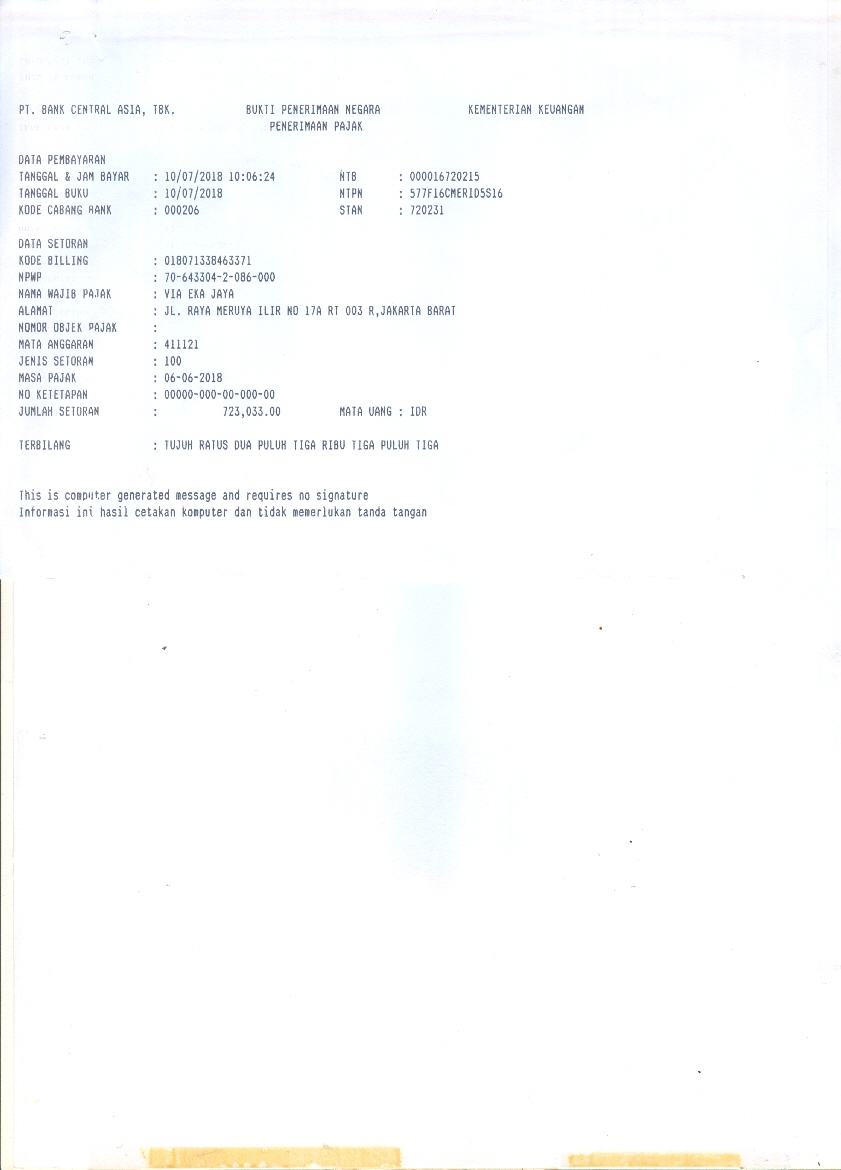 PT. BANK CENTRAL ASIA, TBK. BUKTI PENERIMAAN NEGARA KEMENTERIAN KEUANGAN
PENERIMAAN PAJAK
DATA PEMBAYARAN
TANGGAL & JAM BAYAR : 10/07/2018 10:06:24 NTB : 000016720215
TANGGAL BUKU : 10/07/2018 NTPN : 577F16CMERID5S16
KODE CABANG BANK : 000206 STAN : 720231
DATA SETORAN
KODE BILLING : 018071338463371
NPWP : 70-643304-2-086-000
NAMA WAJIB PAJAK : VIA EKA JAYA
ALAMAT : JL. RAYA MERUYA ILIR NO 17A RT 003 R,JAKARTA BARAT
NOMOR OBJEK PAJAK :
MATA ANGGARAN : 411121
JENIS SETORAN : 100
MASA PAJAK : 06-06-2018
NO KETETAPAN : 00000-000-00-000-00
JUMLAH SETORAN : 723,033.00 MATA UANG : IDR
TERBILANG : TUJUH RATUS DUA PULUH TIGA RIBU TIGA PULUH TIGA
This is computer generated message and requires no signature
Informasi ini hasil cetakan komputer dan tidak memerlukan tanda tangan